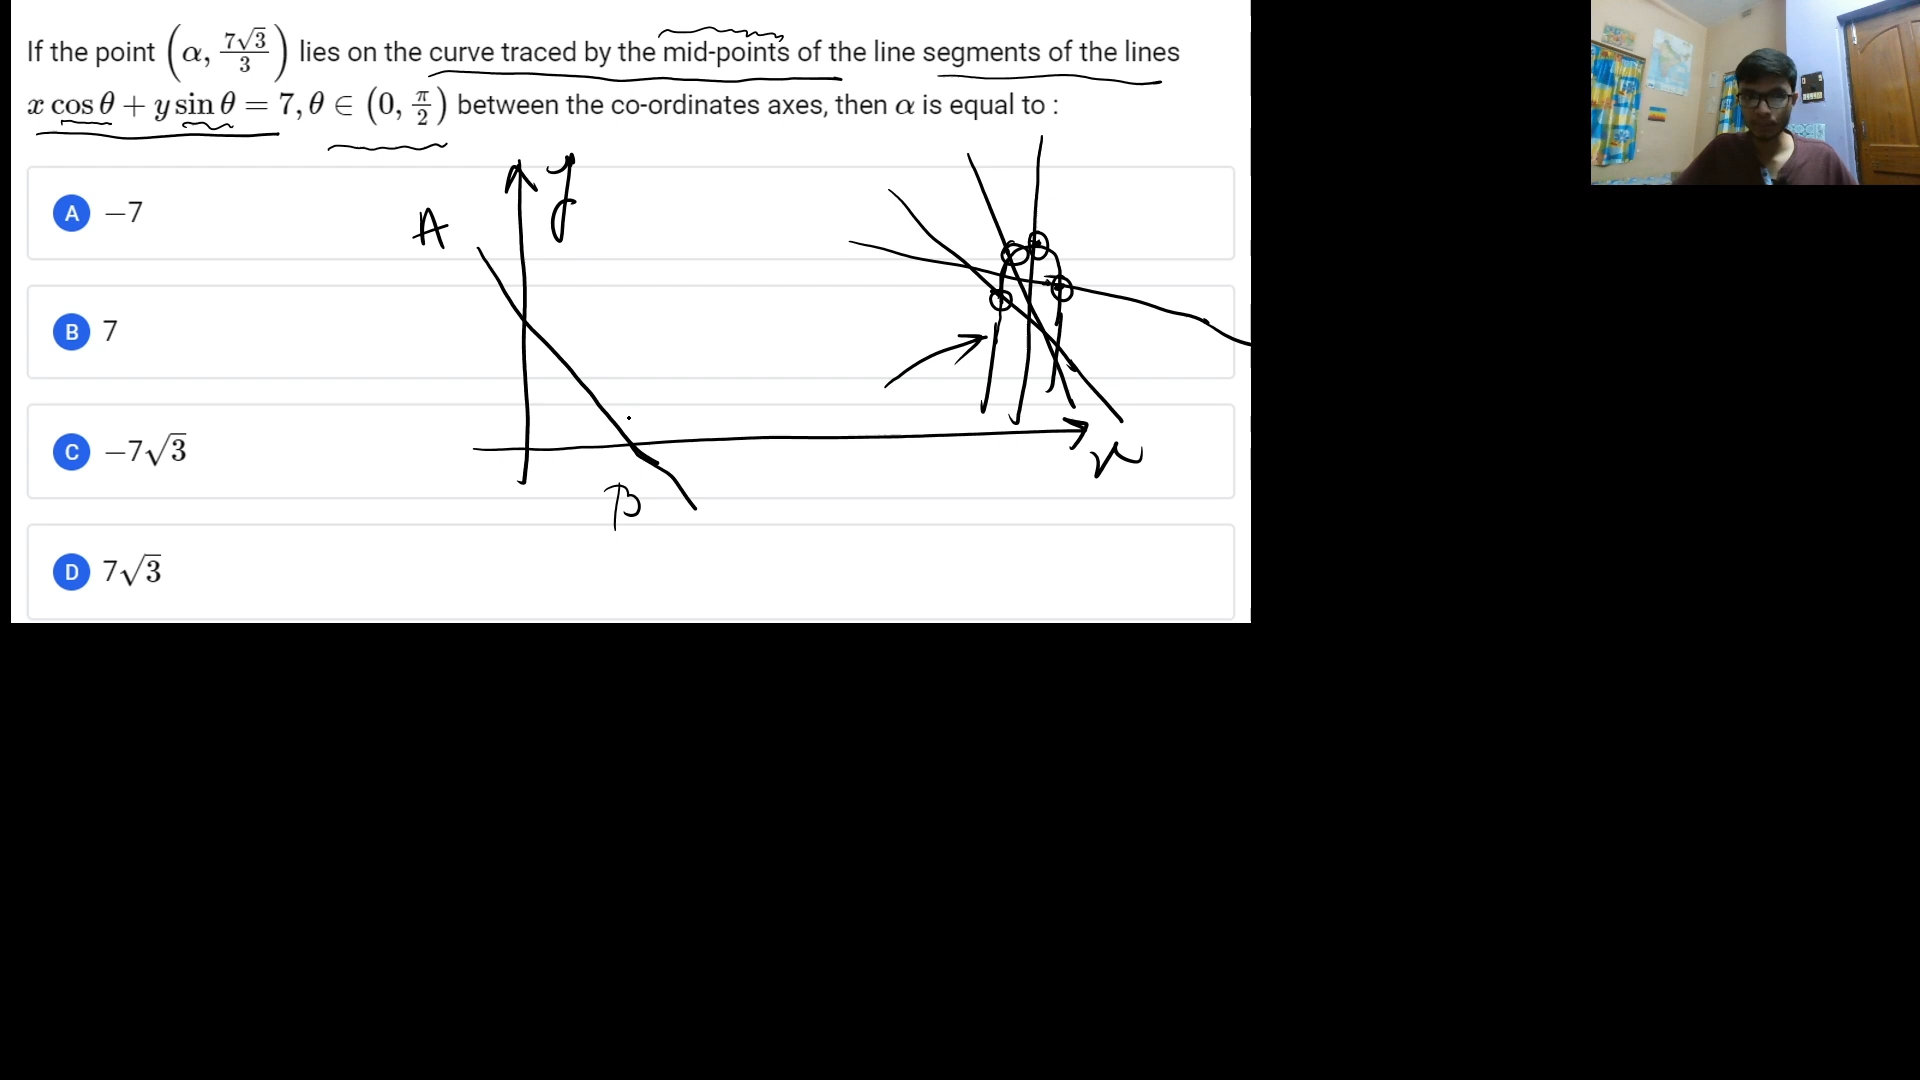 If the point (α, 7√3/3) lies on the curve traced by the mid-points of the line segments of the lines
x cos θ + y sin θ = 7, θ ∈ (0, π/2) between the co-ordinates axes, then α is equal to :
A −7
B 7
C −7√3
D 7√3
y
A
x
B